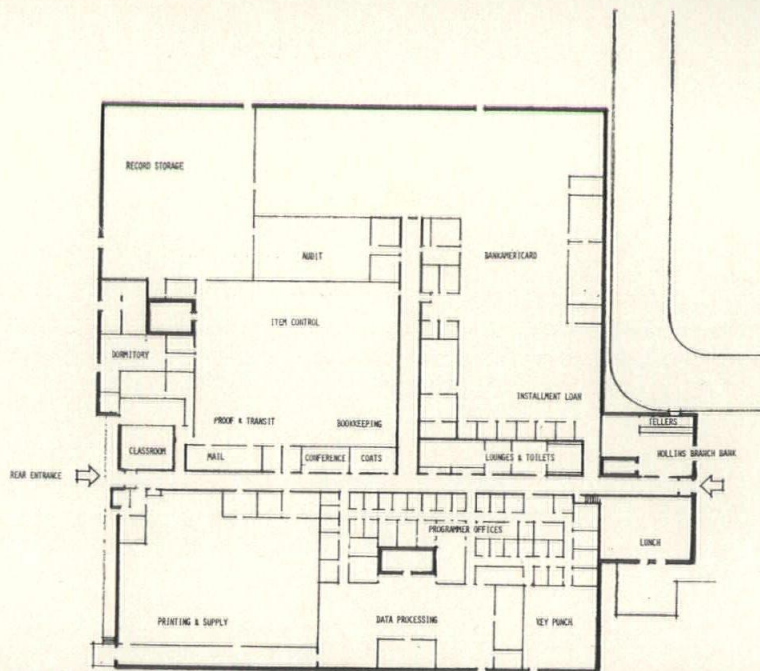 RECORD STORAGE
AUDIT
BANKAMERICARD
ITEM CONTROL
DORMITORY
INSTALLMENT LOAN
PROOF & TRANSIT
BOOKKEEPING
TELLERS
CLASSROOM
MAIL
CONFERENCE
COATS
LOUNGES & TOILETS
HOLLINS BRANCH BANK
REAR ENTRANCE
PROGRAMMER OFFICES
LUNCH
PRINTING & SUPPLY
DATA PROCESSING
KEY PUNCH